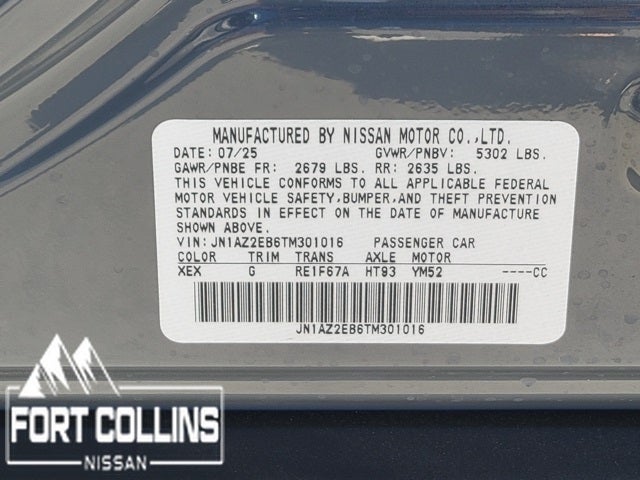 MANUFACTURED BY NISSAN MOTOR CO.,LTD.
DATE: 07/25 GVWR/PNBV: 5302 LBS.
GAWR/PNBE FR: 2679 LBS. RR: 2635 LBS.
THIS VEHICLE CONFORMS TO ALL APPLICABLE FEDERAL
MOTOR VEHICLE SAFETY,BUMPER,AND THEFT PREVENTION
STANDARDS IN EFFECT ON THE DATE OF MANUFACTURE
SHOWN ABOVE.
VIN: JN1AZ2EB6TM301016 PASSENGER CAR
COLOR TRIM TRANS AXLE MOTOR
XEX G RE1F67A HT93 YM52 ----CC
JN1AZ2EB6TM301016
FORT COLLINS
NISSAN